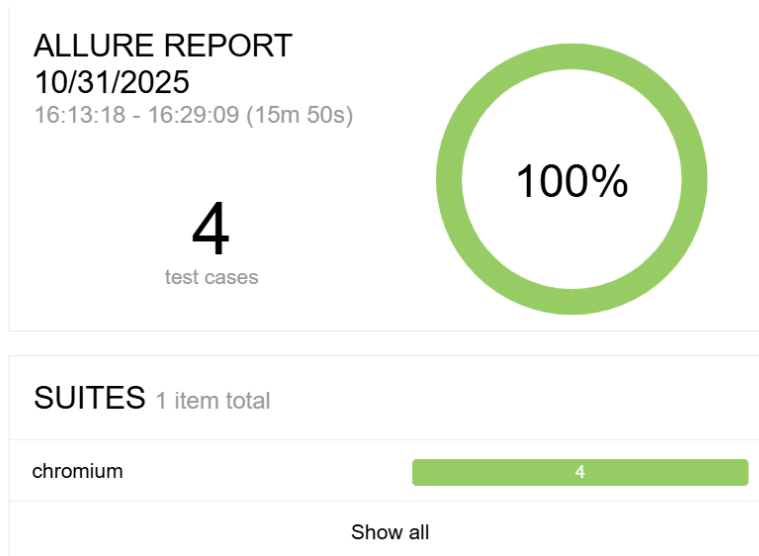 ALLURE REPORT
10/31/2025
16:13:18 - 16:29:09 (15m 50s)
100%
4
test cases
SUITES 1 item total
chromium 4
Show all